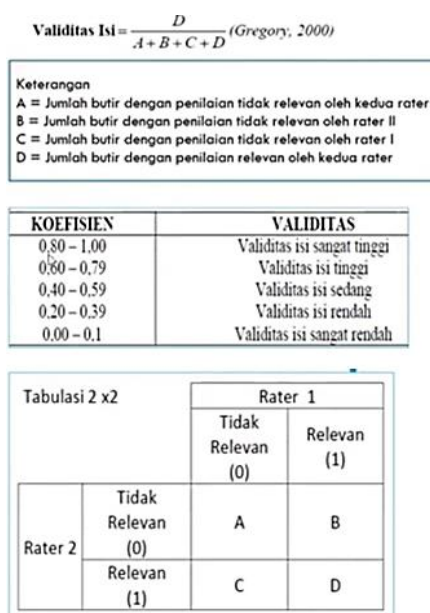 Validitas Isi = D / A + B + C + D (Gregory, 2000)
Keterangan
A = Jumlah butir dengan penilaian tidak relevan oleh kedua rater
B = Jumlah butir dengan penilaian tidak relevan oleh rater II
C = Jumlah butir dengan penilaian tidak relevan oleh rater I
D = Jumlah butir dengan penilaian relevan oleh kedua rater
KOEFISIEN VALIDITAS
0,80 – 1,00 Validitas isi sangat tinggi
0,60 – 0,79 Validitas isi tinggi
0,40 – 0,59 Validitas isi sedang
0,20 – 0,39 Validitas isi rendah
0,00 – 0,1 Validitas isi sangat rendah
Tabulasi 2 x2 Rater 1
Tidak Relevan (0) Relevan (1)
Rater 2 Tidak Relevan (0) A B
Relevan (1) C D